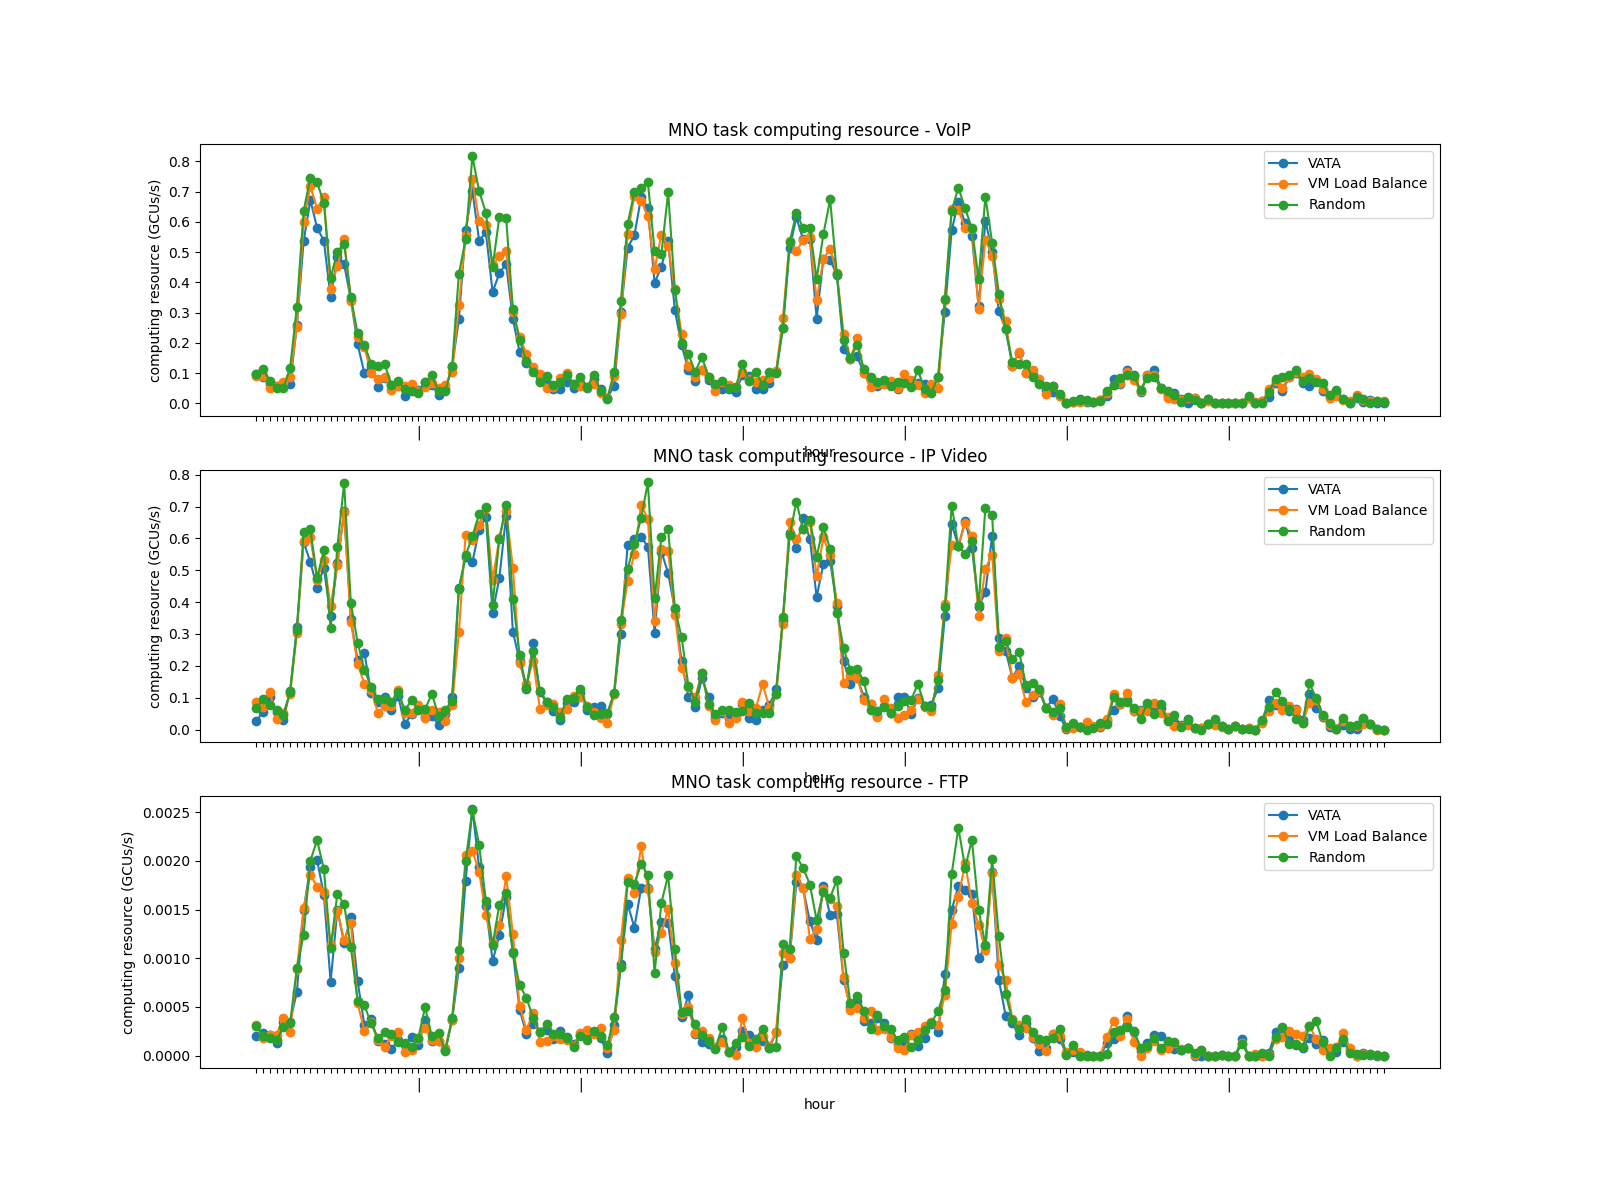 MNO task computing resource - VoIP
computing resource (GCUs/s)
0.8
0.7
0.6
0.5
0.4
0.3
0.2
0.1
0.0
VATA
VM Load Balance
Random
hour
MNO task computing resource - IP Video
computing resource (GCUs/s)
0.8
0.7
0.6
0.5
0.4
0.3
0.2
0.1
0.0
VATA
VM Load Balance
Random
hour
MNO task computing resource - FTP
computing resource (GCUs/s)
0.0025
0.0020
0.0015
0.0010
0.0005
0.0000
VATA
VM Load Balance
Random
hour